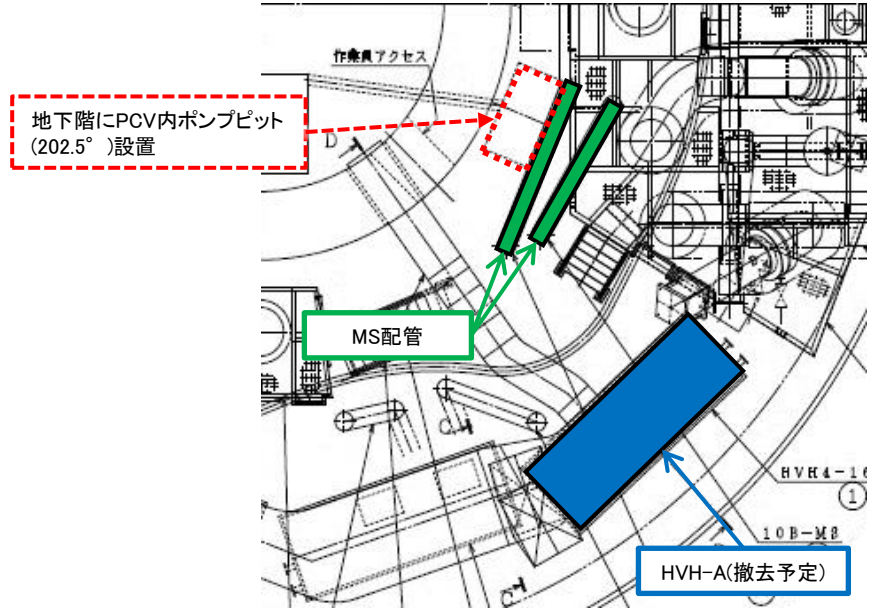 作業員アクセス
地下階にPCV内ポンプピット
(202.5°)設置
D
MS配管
C
HVH4-16
1
10B-MS
HVH-A(撤去予定)
C